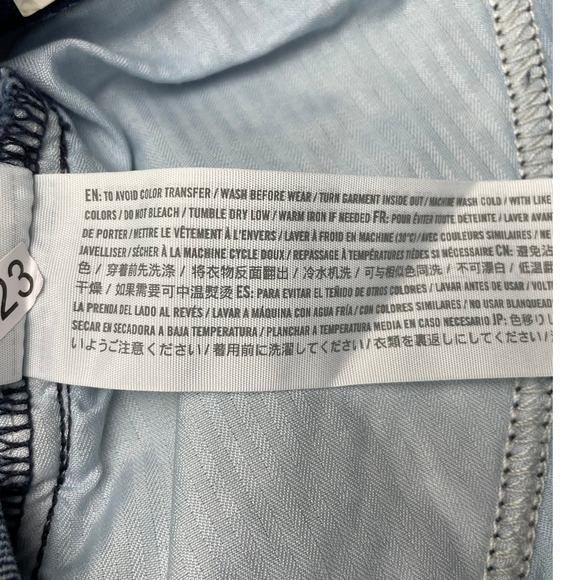 EN: TO AVOID COLOR TRANSFER / WASH BEFORE WEAR / TURN GARMENT INSIDE OUT / MACHINE WASH COLD / WITH LIKE
COLORS / DO NOT BLEACH / TUMBLE DRY LOW / WARM IRON IF NEEDED FR: POUR ÉVITER TOUTE DÉTEINTE / LAVER AVANT
DE PORTER / METTRE LE VÊTEMENT À L'ENVERS / LAVER À FROID EN MACHINE (30°C) / AVEC COULEURS SIMILAIRES / NE
JAVELLISER / SÉCHER À LA MACHINE CYCLE DOUX / REPASSAGE À TEMPÉRATURES TIÈDES SI NÉCESSAIRE CN: 避免沾
色 / 穿着前先洗涤 / 将衣物反面翻出 / 冷水机洗 / 可与相似色同洗 / 不可漂白 / 低温翻
干燥 / 如果需要可中温熨烫 ES: PARA EVITAR EL TEÑIDO DE OTROS COLORES / LAVAR ANTES DE USAR / VOLT
LA PRENDA DEL LADO AL REVÉS / LAVAR A MÁQUINA CON AGUA FRÍA / CON COLORES SIMILARES / NO USAR BLANQUEAD
SECAR EN SECADORA A BAJA TEMPERATURA / PLANCHAR A TEMPERATURA MEDIA EN CASO NECESARIO JP: 色移りし
いようご注意ください / 着用前に洗濯してください / 衣類を裏返しにしてください /
23